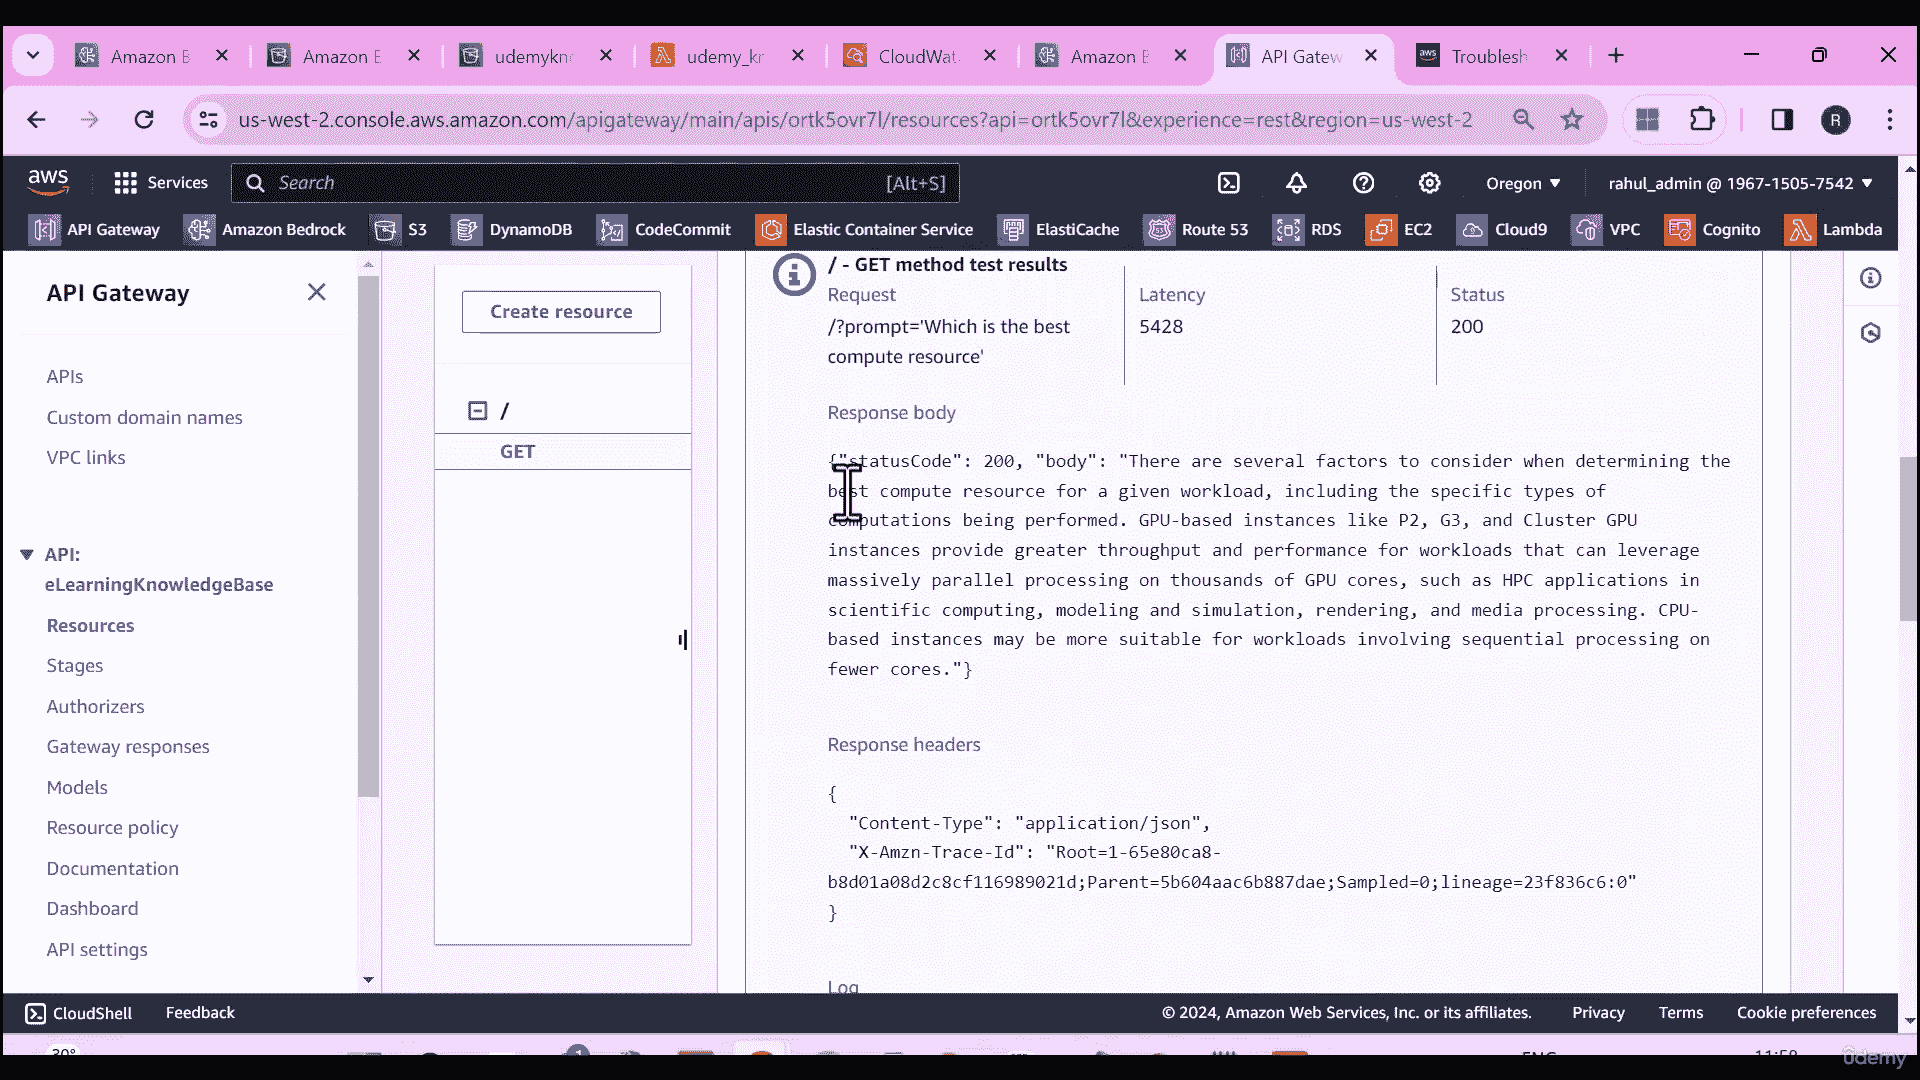 Amazon B
Amazon E
udemykn
udemy_kr
CloudWat
Amazon B
API Gatew
Troublesh
us-west-2.console.aws.amazon.com/apigateway/main/apis/ortk5ovr7l/resources?api=ortk5ovr7l&experience=rest&region=us-west-2
R
aws
Services
Search
[Alt+S]
Oregon
rahul_admin @ 1967-1505-7542
API Gateway
Amazon Bedrock
S3
DynamoDB
CodeCommit
Elastic Container Service
ElastiCache
Route 53
RDS
EC2
Cloud9
VPC
Cognito
Lambda
API Gateway
APIs
Custom domain names
VPC links
API:
eLearningKnowledgeBase
Resources
Stages
Authorizers
Gateway responses
Models
Resource policy
Documentation
Dashboard
API settings
Create resource
/
GET
/ - GET method test results
Request
/?prompt='Which is the best
compute resource'
Latency
5428
Status
200
Response body
{"statusCode": 200, "body": "There are several factors to consider when determining the
best compute resource for a given workload, including the specific types of
computations being performed. GPU-based instances like P2, G3, and Cluster GPU
instances provide greater throughput and performance for workloads that can leverage
massively parallel processing on thousands of GPU cores, such as HPC applications in
scientific computing, modeling and simulation, rendering, and media processing. CPU-
based instances may be more suitable for workloads involving sequential processing on
fewer cores."}
Response headers
{
"Content-Type": "application/json",
"X-Amzn-Trace-Id": "Root=1-65e80ca8-
b8d01a08d2c8cf116989021d;Parent=5b604aac6b887dae;Sampled=0;lineage=23f836c6:0"
}
Log
CloudShell
Feedback
© 2024, Amazon Web Services, Inc. or its affiliates.
Privacy
Terms
Cookie preferences
30°
ENG
11:58
udemy